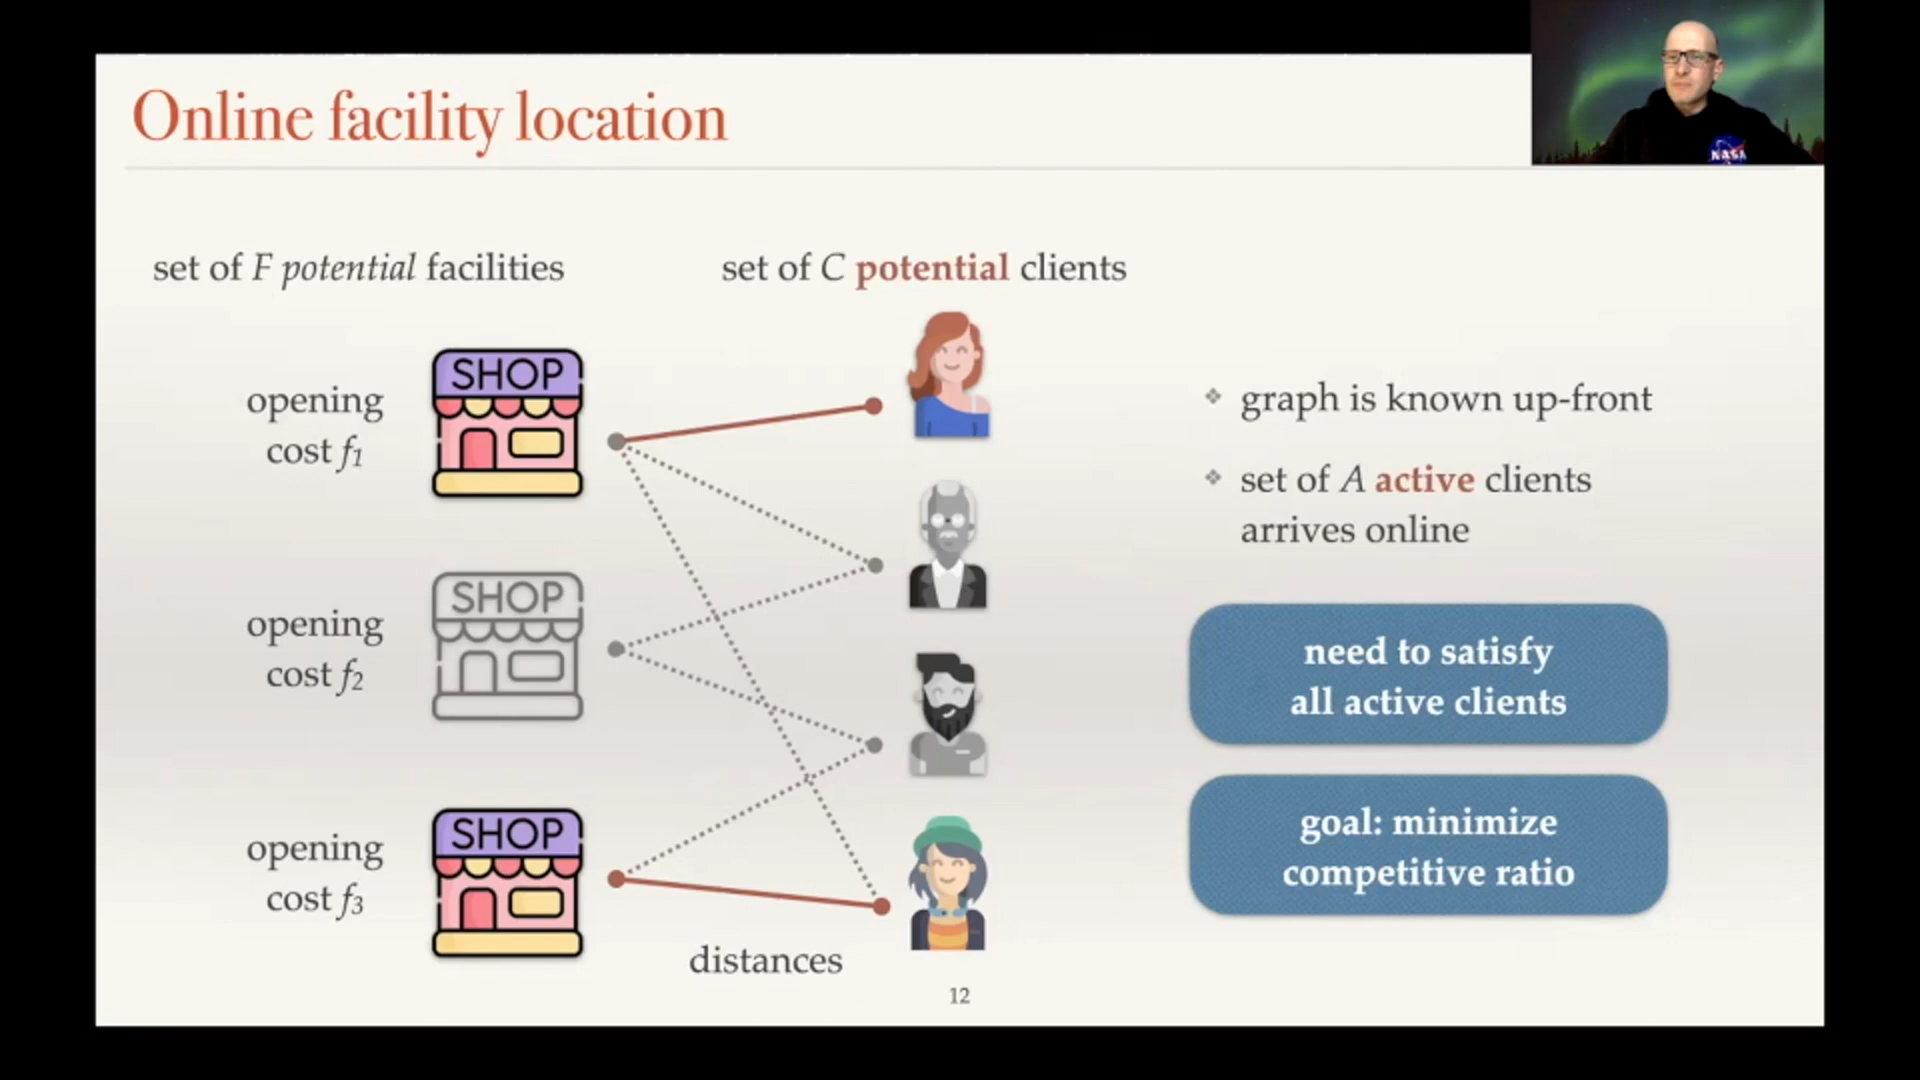 Online facility location
NASA
set of F potential facilities
set of C potential clients
opening
cost f1
SHOP
opening
cost f2
SHOP
opening
cost f3
SHOP
distances
❖ graph is known up-front
❖ set of A active clients
arrives online
need to satisfy
all active clients
goal: minimize
competitive ratio
12